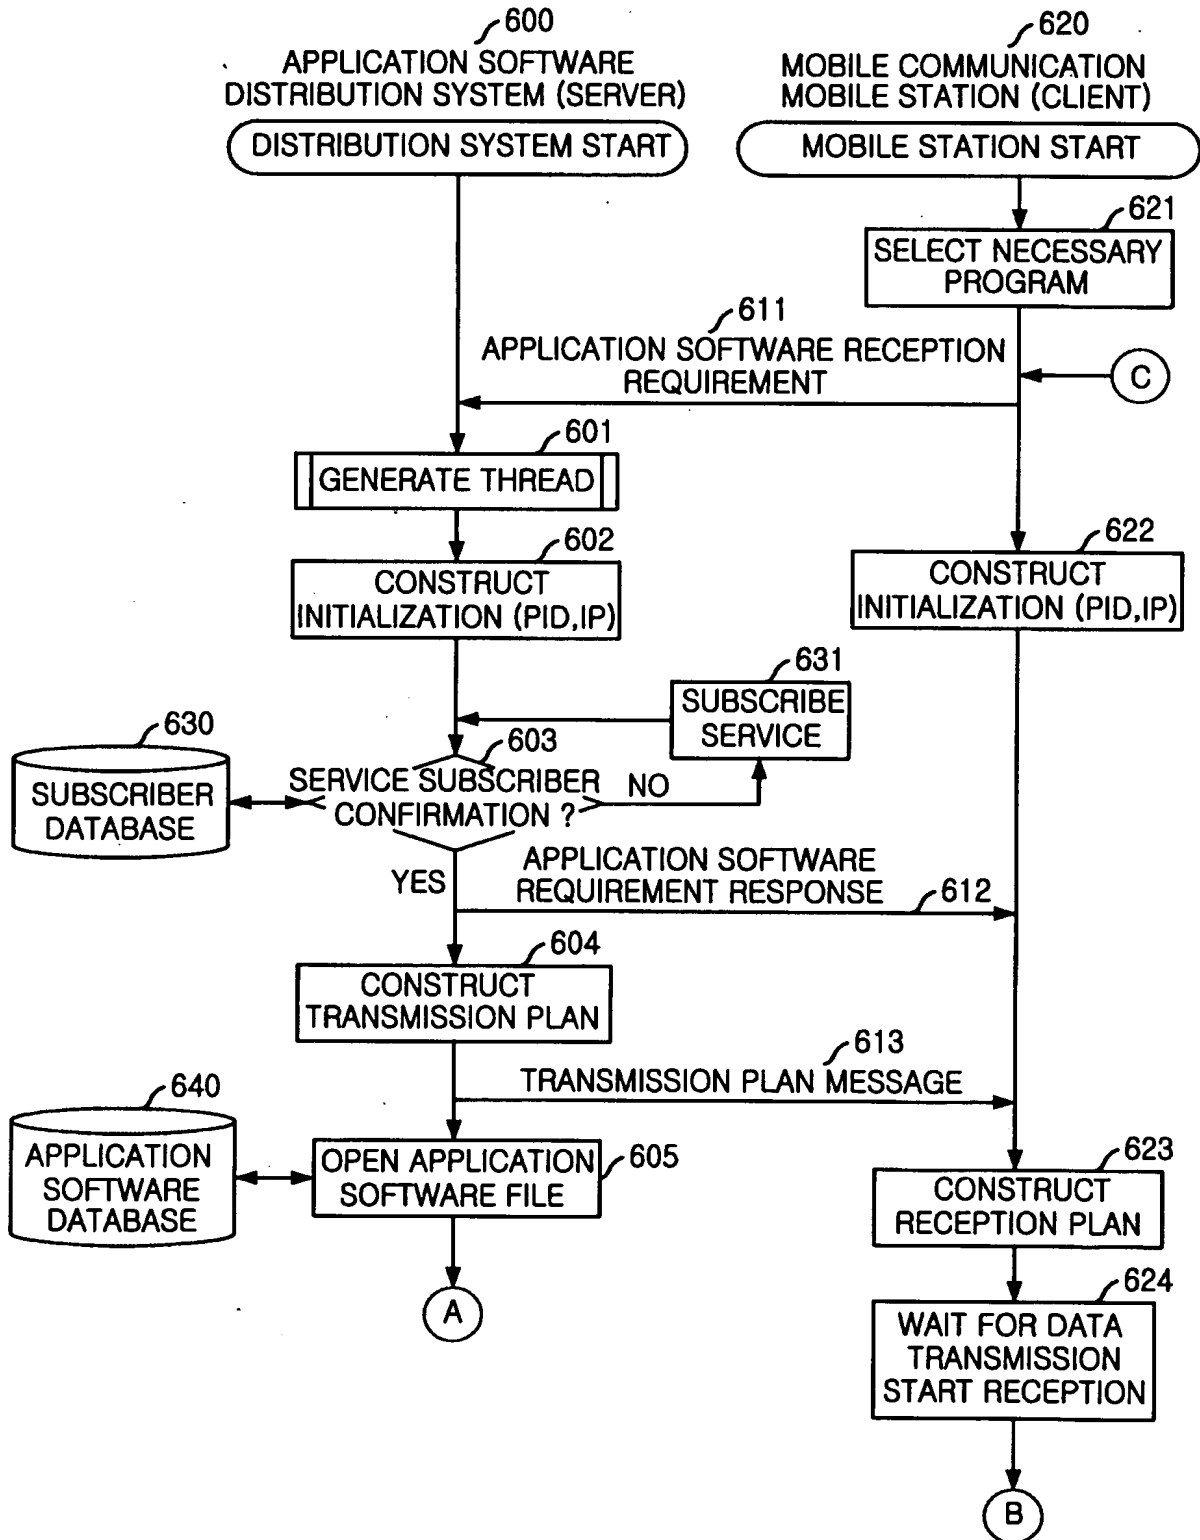 600
APPLICATION SOFTWARE
DISTRIBUTION SYSTEM (SERVER)
DISTRIBUTION SYSTEM START
620
MOBILE COMMUNICATION
MOBILE STATION (CLIENT)
MOBILE STATION START
621
SELECT NECESSARY
PROGRAM
611
APPLICATION SOFTWARE RECEPTION
REQUIREMENT
C
601
GENERATE THREAD
602
CONSTRUCT
INITIALIZATION (PID,IP)
622
CONSTRUCT
INITIALIZATION (PID,IP)
631
SUBSCRIBE
SERVICE
630
SUBSCRIBER
DATABASE
603
SERVICE SUBSCRIBER
CONFIRMATION ?
NO
YES
APPLICATION SOFTWARE
REQUIREMENT RESPONSE
612
604
CONSTRUCT
TRANSMISSION PLAN
613
TRANSMISSION PLAN MESSAGE
640
APPLICATION
SOFTWARE
DATABASE
OPEN APPLICATION
SOFTWARE FILE
605
623
CONSTRUCT
RECEPTION PLAN
A
624
WAIT FOR DATA
TRANSMISSION
START RECEPTION
B